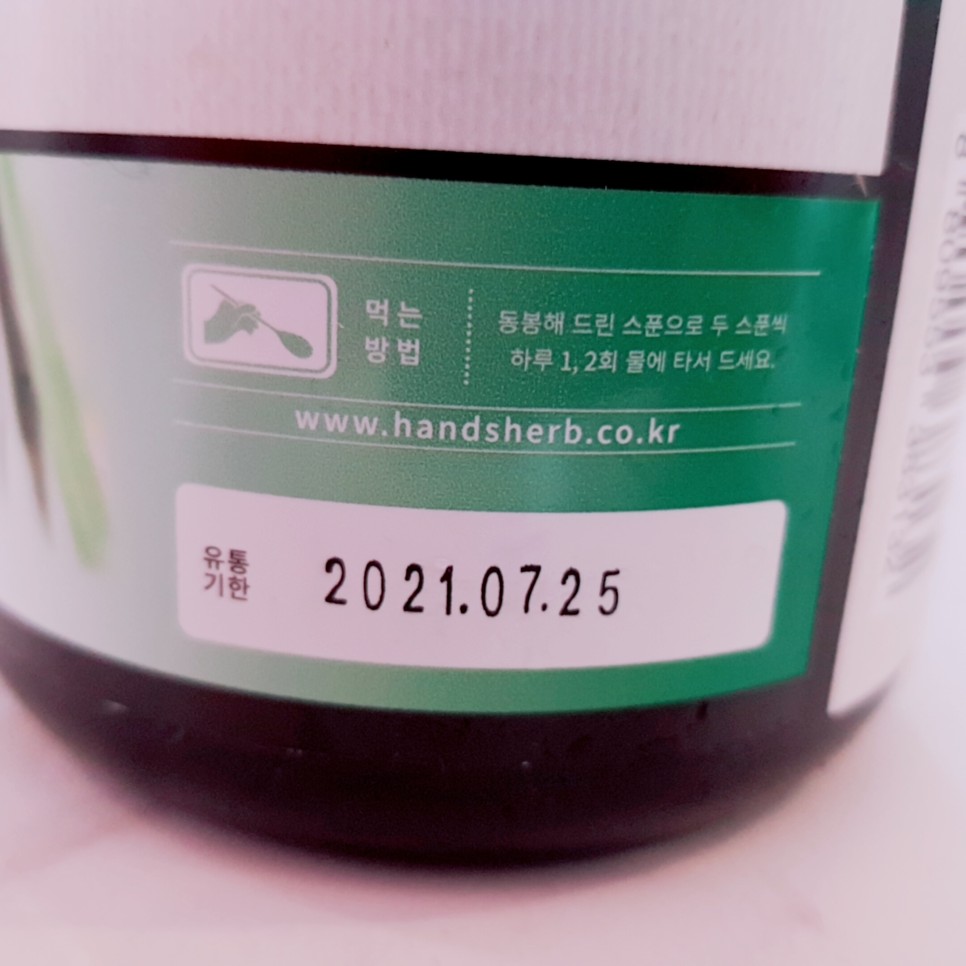 먹는
방법
동봉해 드린 스푼으로 두 스푼씩
하루 1, 2회 물에 타서 드세요.
www.handsherb.co.kr
유통
기한
2021.07.25